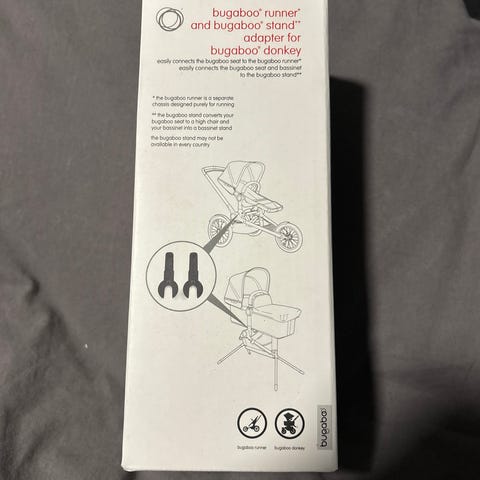 bugaboo® runner*
and bugaboo® stand**
adapter for
bugaboo® donkey
easily connects the bugaboo seat to the bugaboo runner*
easily connects the bugaboo seat and bassinet
to the bugaboo stand**
* the bugaboo runner is a separate
chassis designed purely for running
** the bugaboo stand converts your
bugaboo seat to a high chair and
your bassinet into a bassinet stand
the bugaboo stand may not be
available in every country
bugaboo runner
bugaboo donkey
bugaboo